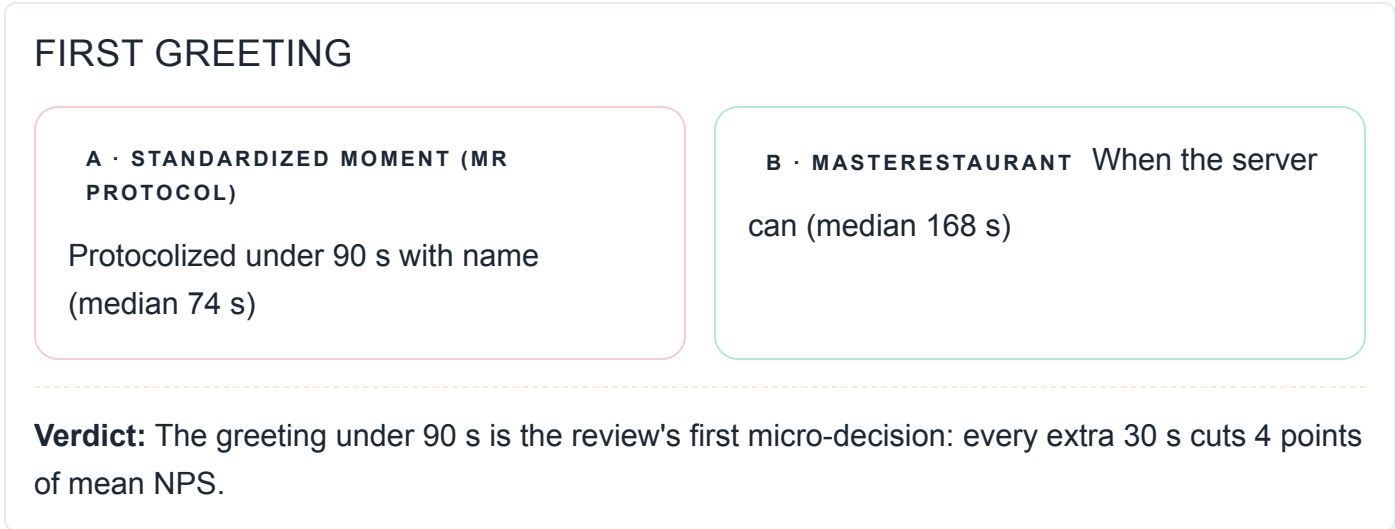 FIRST GREETING
A · STANDARDIZED MOMENT (MR
PROTOCOL)
Protocolized under 90 s with name
(median 74 s)
B · MASTERESTAURANT When the server
can (median 168 s)
Verdict: The greeting under 90 s is the review's first micro-decision: every extra 30 s cuts 4 points
of mean NPS.